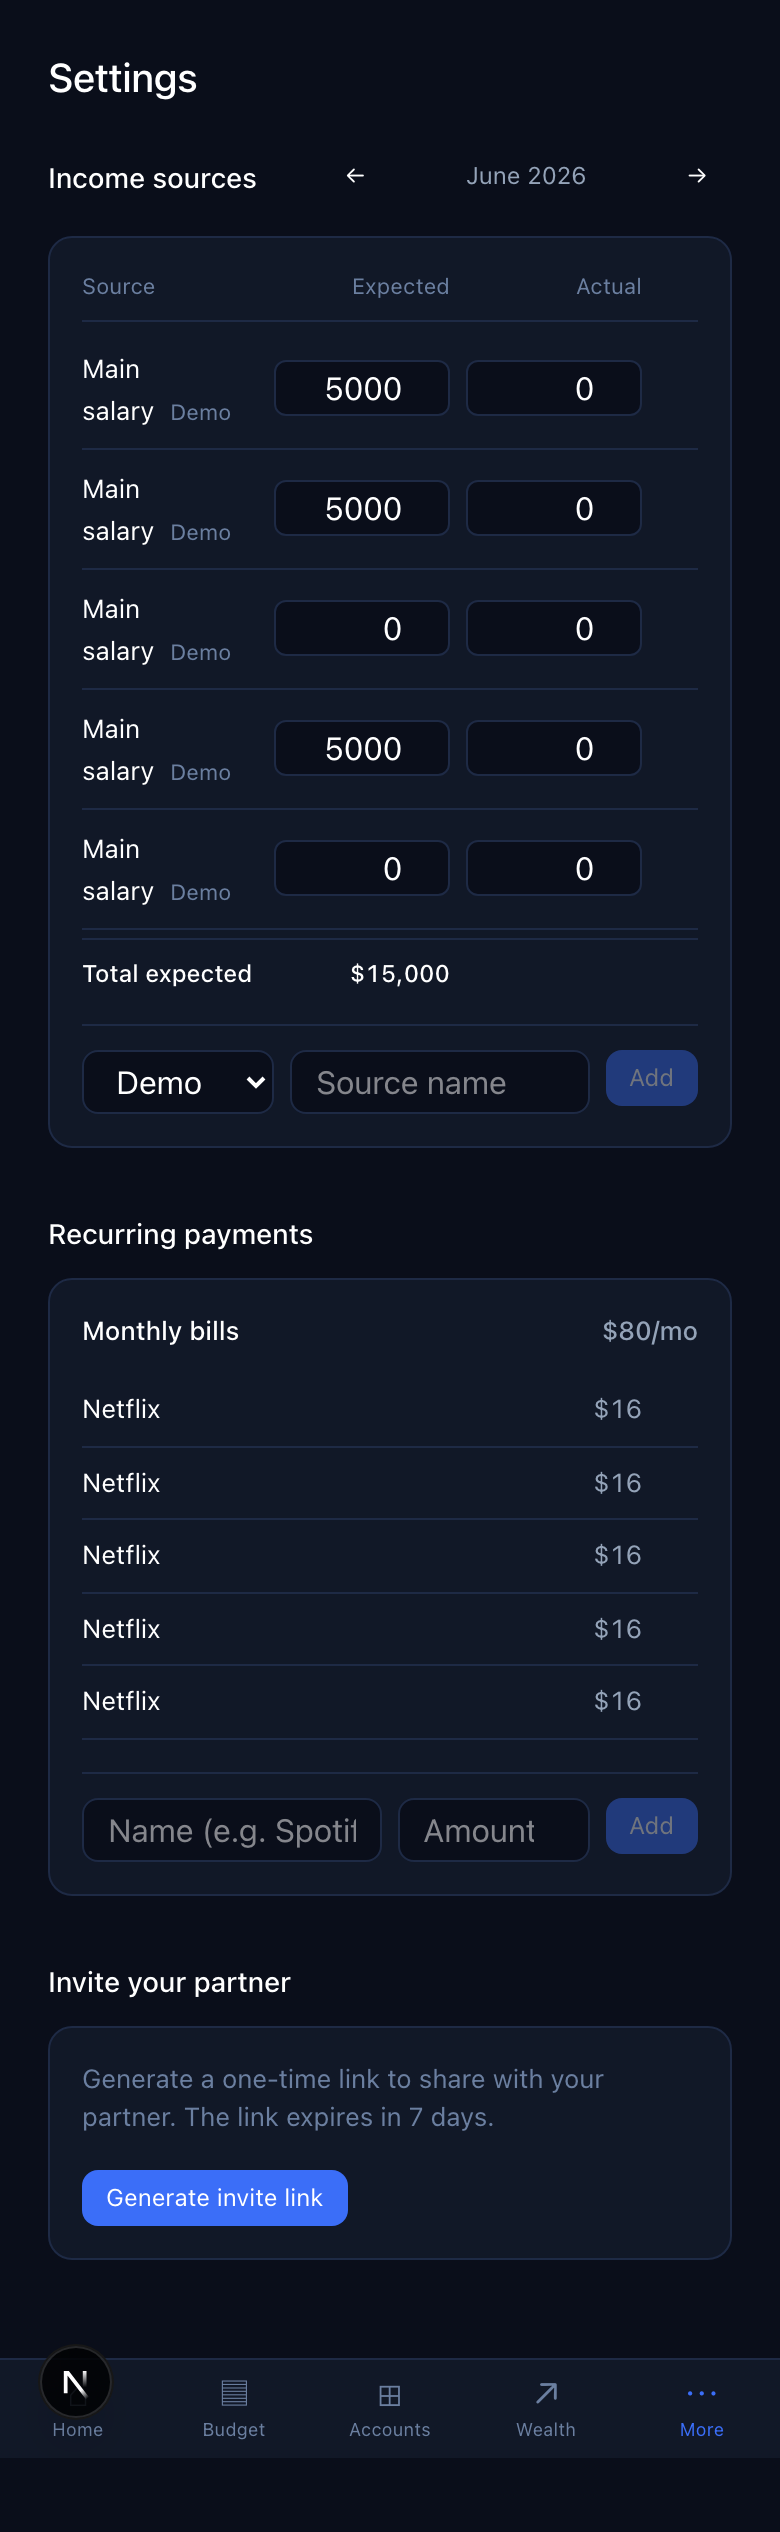 Settings
Income sources ← June 2026 →
Source Expected Actual
Main
salary Demo 5000 0
Main
salary Demo 5000 0
Main
salary Demo 0 0
Main
salary Demo 5000 0
Main
salary Demo 0 0
Total expected $15,000
Demo Source name Add
Recurring payments
Monthly bills $80/mo
Netflix $16
Netflix $16
Netflix $16
Netflix $16
Netflix $16
Name (e.g. Spotif Amount Add
Invite your partner
Generate a one-time link to share with your
partner. The link expires in 7 days.
Generate invite link
N
Home Budget Accounts Wealth More